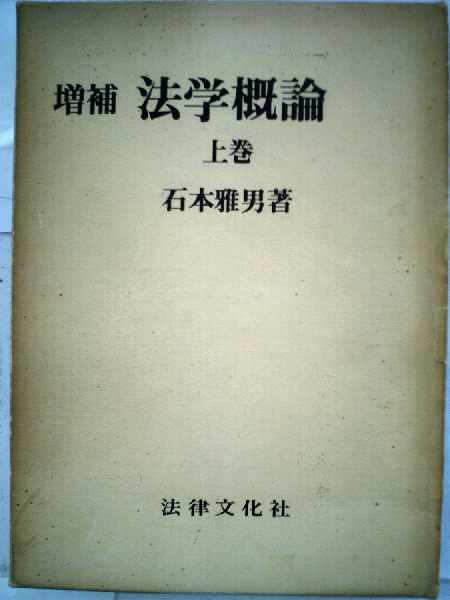 増補 法学概論
上巻
石本雅男著
法律文化社